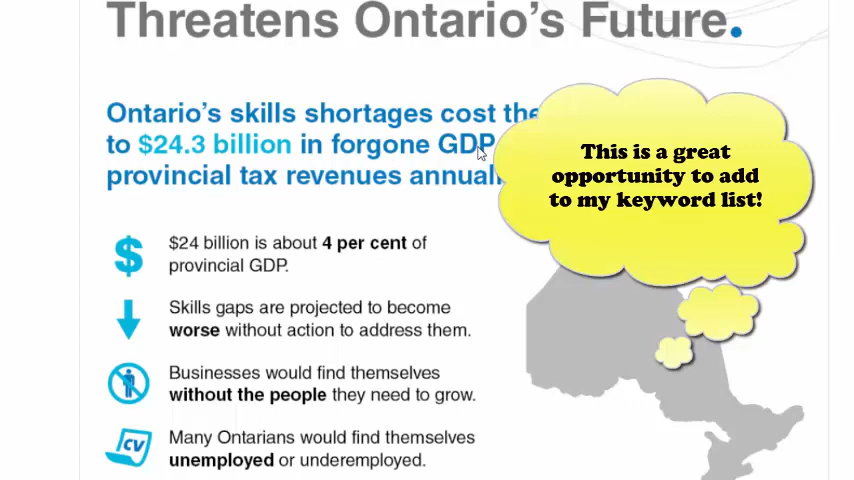 Threatens Ontario's Future.
Ontario's skills shortages cost the
to $24.3 billion in forgone GDP
provincial tax revenues annual
This is a great
opportunity to add
to my keyword list!
$24 billion is about 4 per cent of
provincial GDP.
Skills gaps are projected to become
worse without action to address them.
Businesses would find themselves
without the people they need to grow.
CV
Many Ontarians would find themselves
unemployed or underemployed.